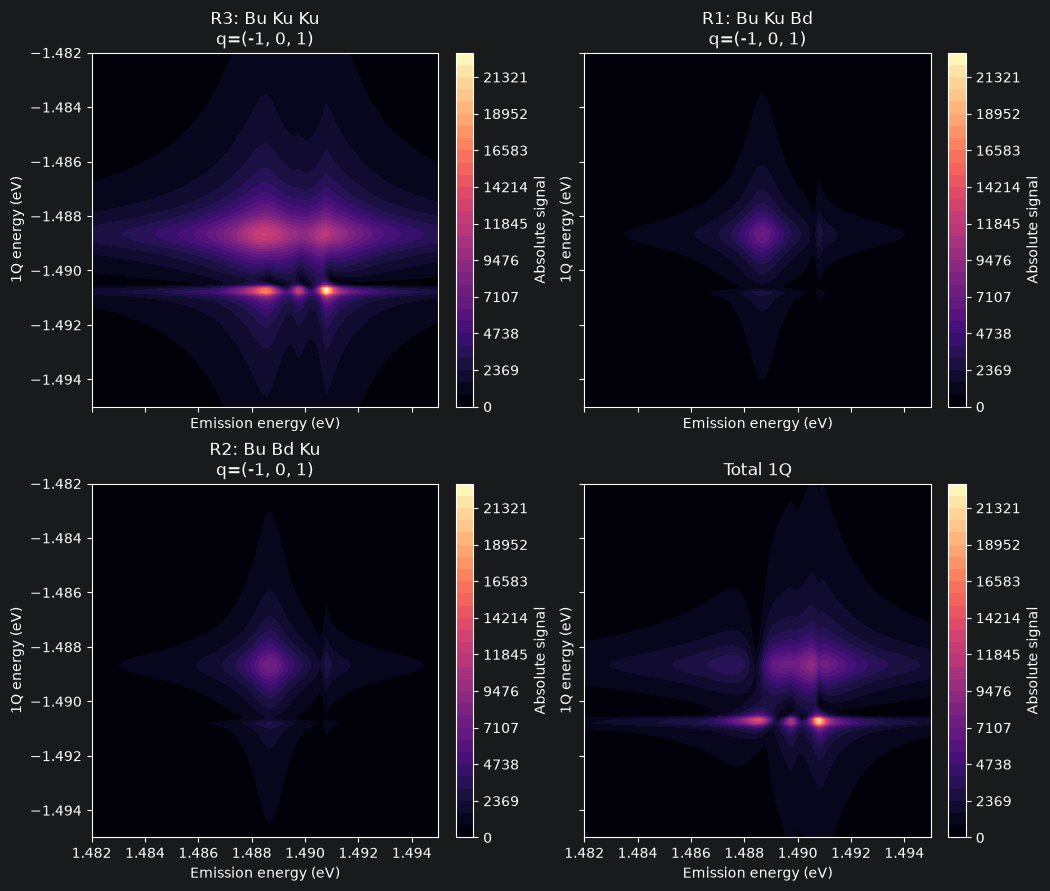 R3: Bu Ku Ku
q=(-1, 0, 1)
−1.482
−1.484
−1.486
−1.488
−1.490
−1.492
−1.494
1Q energy (eV)
Emission energy (eV)
21321
18952
16583
14214
11845
9476
7107
4738
2369
0
Absolute signal
R1: Bu Ku Bd
q=(-1, 0, 1)
1Q energy (eV)
Emission energy (eV)
21321
18952
16583
14214
11845
9476
7107
4738
2369
0
Absolute signal
R2: Bu Bd Ku
q=(-1, 0, 1)
−1.482
−1.484
−1.486
−1.488
−1.490
−1.492
−1.494
1Q energy (eV)
1.482 1.484 1.486 1.488 1.490 1.492 1.494
Emission energy (eV)
21321
18952
16583
14214
11845
9476
7107
4738
2369
0
Absolute signal
Total 1Q
1Q energy (eV)
1.482 1.484 1.486 1.488 1.490 1.492 1.494
Emission energy (eV)
21321
18952
16583
14214
11845
9476
7107
4738
2369
0
Absolute signal